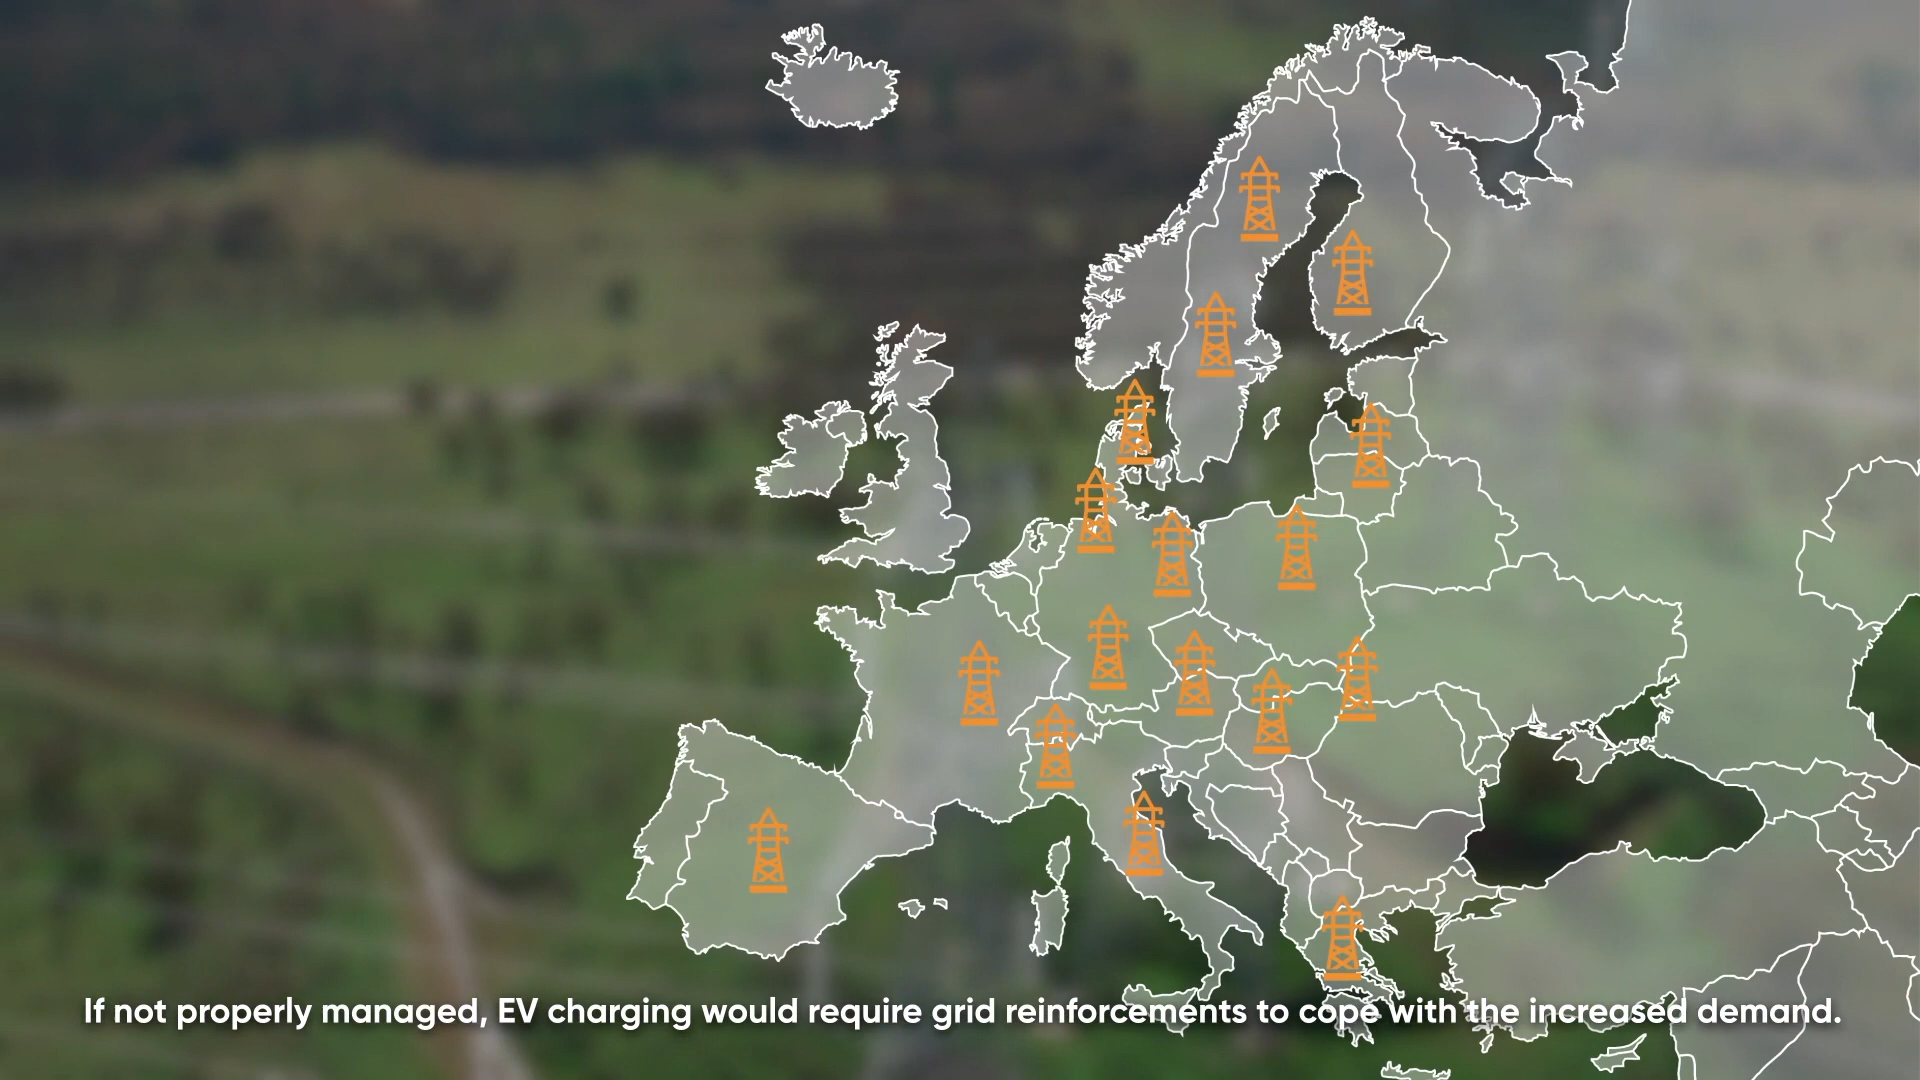 If not properly managed, EV charging would require grid reinforcements to cope with the increased demand.